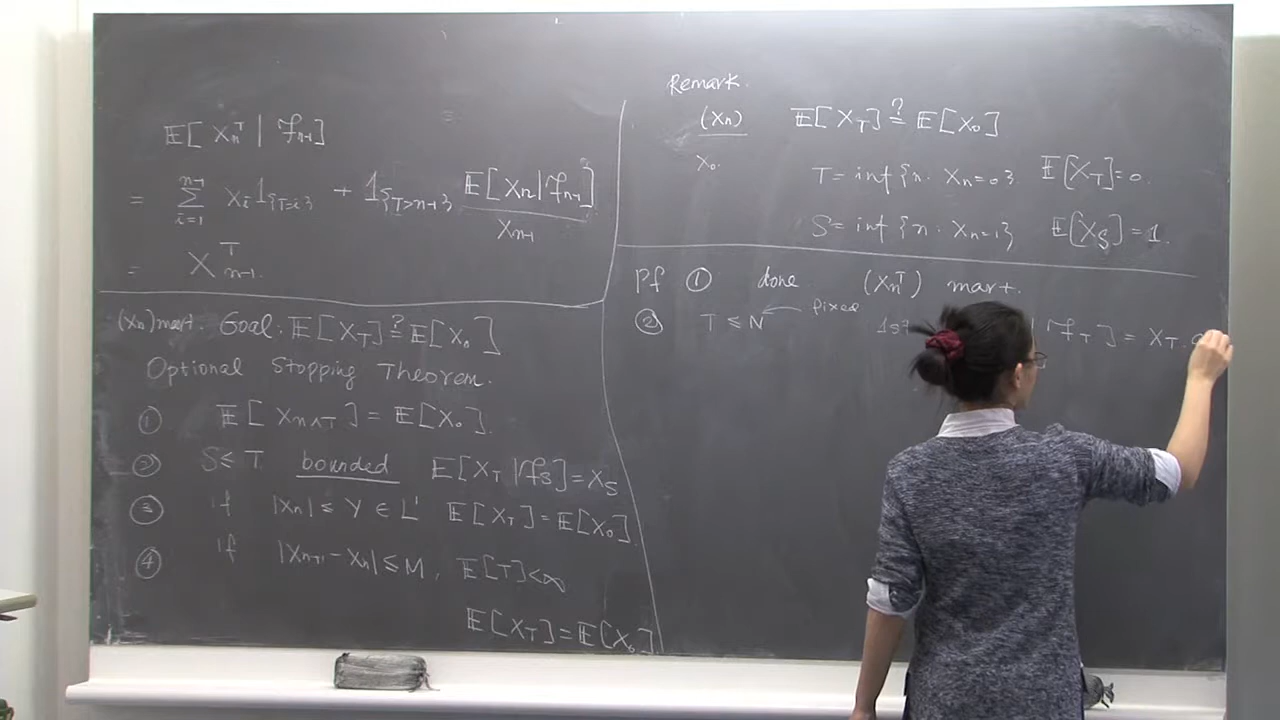 𝔼[ X_n^T | ℱ_{n-1} ]
= Σ_{i=1}^{n-1} X_i 1_{{T=i}} + 1_{{T>n-1}} 𝔼[ X_n | ℱ_{n-1} ]
X_{n-1}
= X_{n-1}^T.
(X_n) mart. Goal. 𝔼[X_T] ?= 𝔼[X_0]
Optional Stopping Theorem.
① 𝔼[ X_{n∧T} ] = 𝔼[X_0].
② S ≤ T bounded 𝔼[X_T | ℱ_S] = X_S
③ if |X_n| ≤ Y ∈ L¹ 𝔼[X_T] = 𝔼[X_0].
④ if |X_{n+1} - X_n| ≤ M, 𝔼[T] < ∞
𝔼[X_T] = 𝔼[X_0].
Remark.
(X_n) 𝔼[X_T] ?= 𝔼[X_0]
X_0. T = inf {n. X_n = 0}. 𝔼[X_T] = 0.
S = inf {n. X_n = 1} 𝔼[X_S] = 1.
Pf ① done (X_n^T) mart.
② T ≤ N ← fixed 1st | ℱ_T ] = X_T.